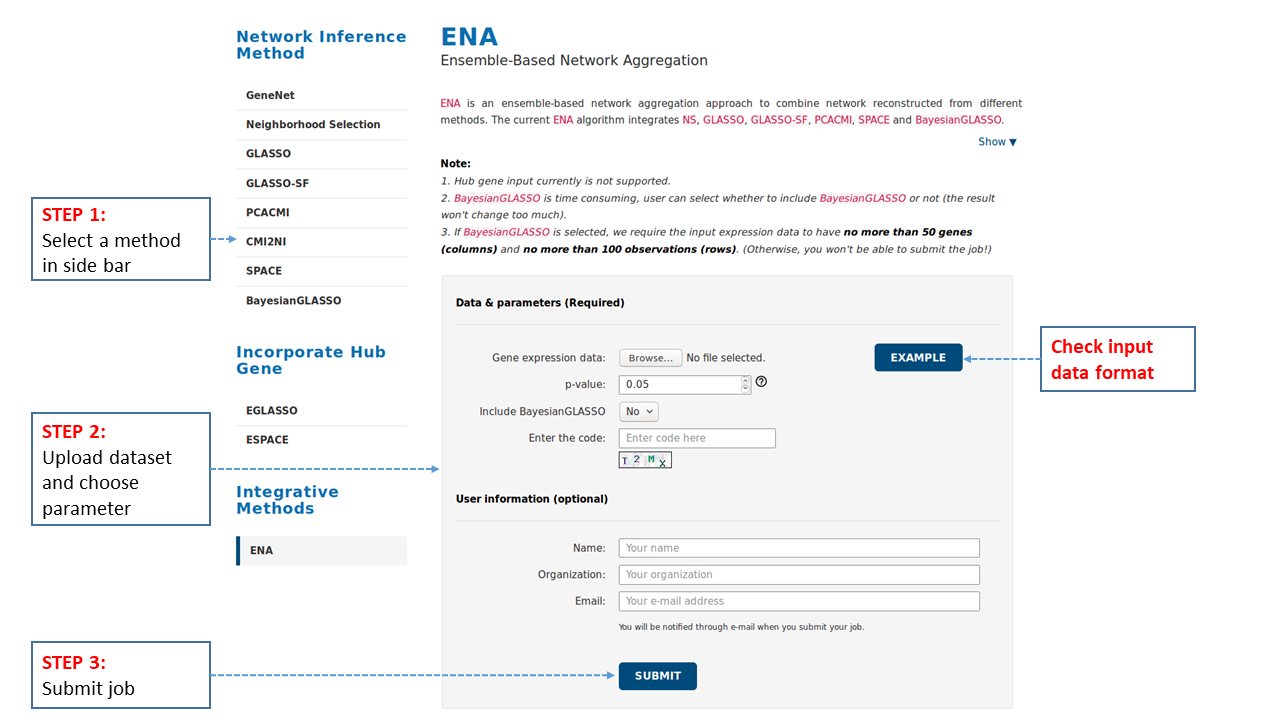 Network Inference
Method
GeneNet
Neighborhood Selection
GLASSO
GLASSO-SF
PCACMI
CMI2NI
SPACE
BayesianGLASSO
Incorporate Hub
Gene
EGLASSO
ESPACE
Integrative
Methods
ENA
STEP 1:
Select a method
in side bar
STEP 2:
Upload dataset
and choose
parameter
STEP 3:
Submit job
ENA
Ensemble-Based Network Aggregation
ENA is an ensemble-based network aggregation approach to combine network reconstructed from different
methods. The current ENA algorithm integrates NS, GLASSO, GLASSO-SF, PCACMI, SPACE and BayesianGLASSO.
Show ▼
Note:
1. Hub gene input currently is not supported.
2. BayesianGLASSO is time consuming, user can select whether to include BayesianGLASSO or not (the result
won't change too much).
3. If BayesianGLASSO is selected, we require the input expression data to have no more than 50 genes
(columns) and no more than 100 observations (rows). (Otherwise, you won't be able to submit the job!)
Data & parameters (Required)
Gene expression data: Browse... No file selected.
EXAMPLE
p-value: 0.05
Include BayesianGLASSO No
Enter the code: Enter code here
T 2 M X
User information (optional)
Name: Your name
Organization: Your organization
Email: Your e-mail address
You will be notified through e-mail when you submit your job.
SUBMIT
Check input
data format